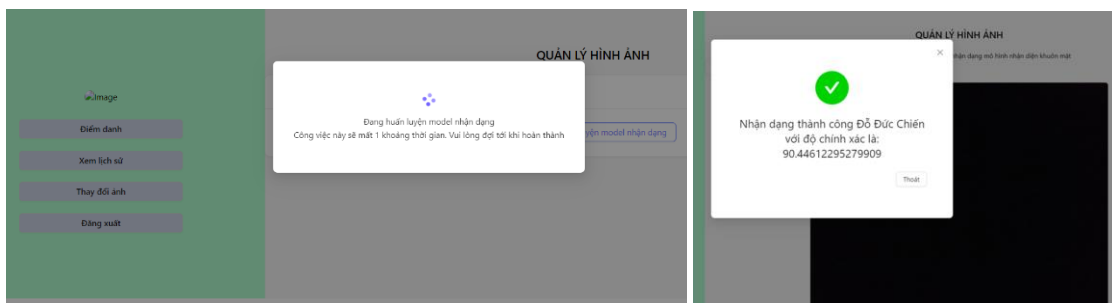 QUẢN LÝ HÌNH ẢNH
Image
Điểm danh
Xem lịch sử
Thay đổi ảnh
Đăng xuất
Đang huấn luyện model nhận dạng
Công việc này sẽ mất 1 khoảng thời gian. Vui lòng đợi tới khi hoàn thành
model nhận dạng
QUẢN LÝ HÌNH ẢNH
nhận dạng mô hình nhận diện khuôn mặt
Nhận dạng thành công Đỗ Đức Chiến
với độ chính xác là:
90.44612295279909
Thoát